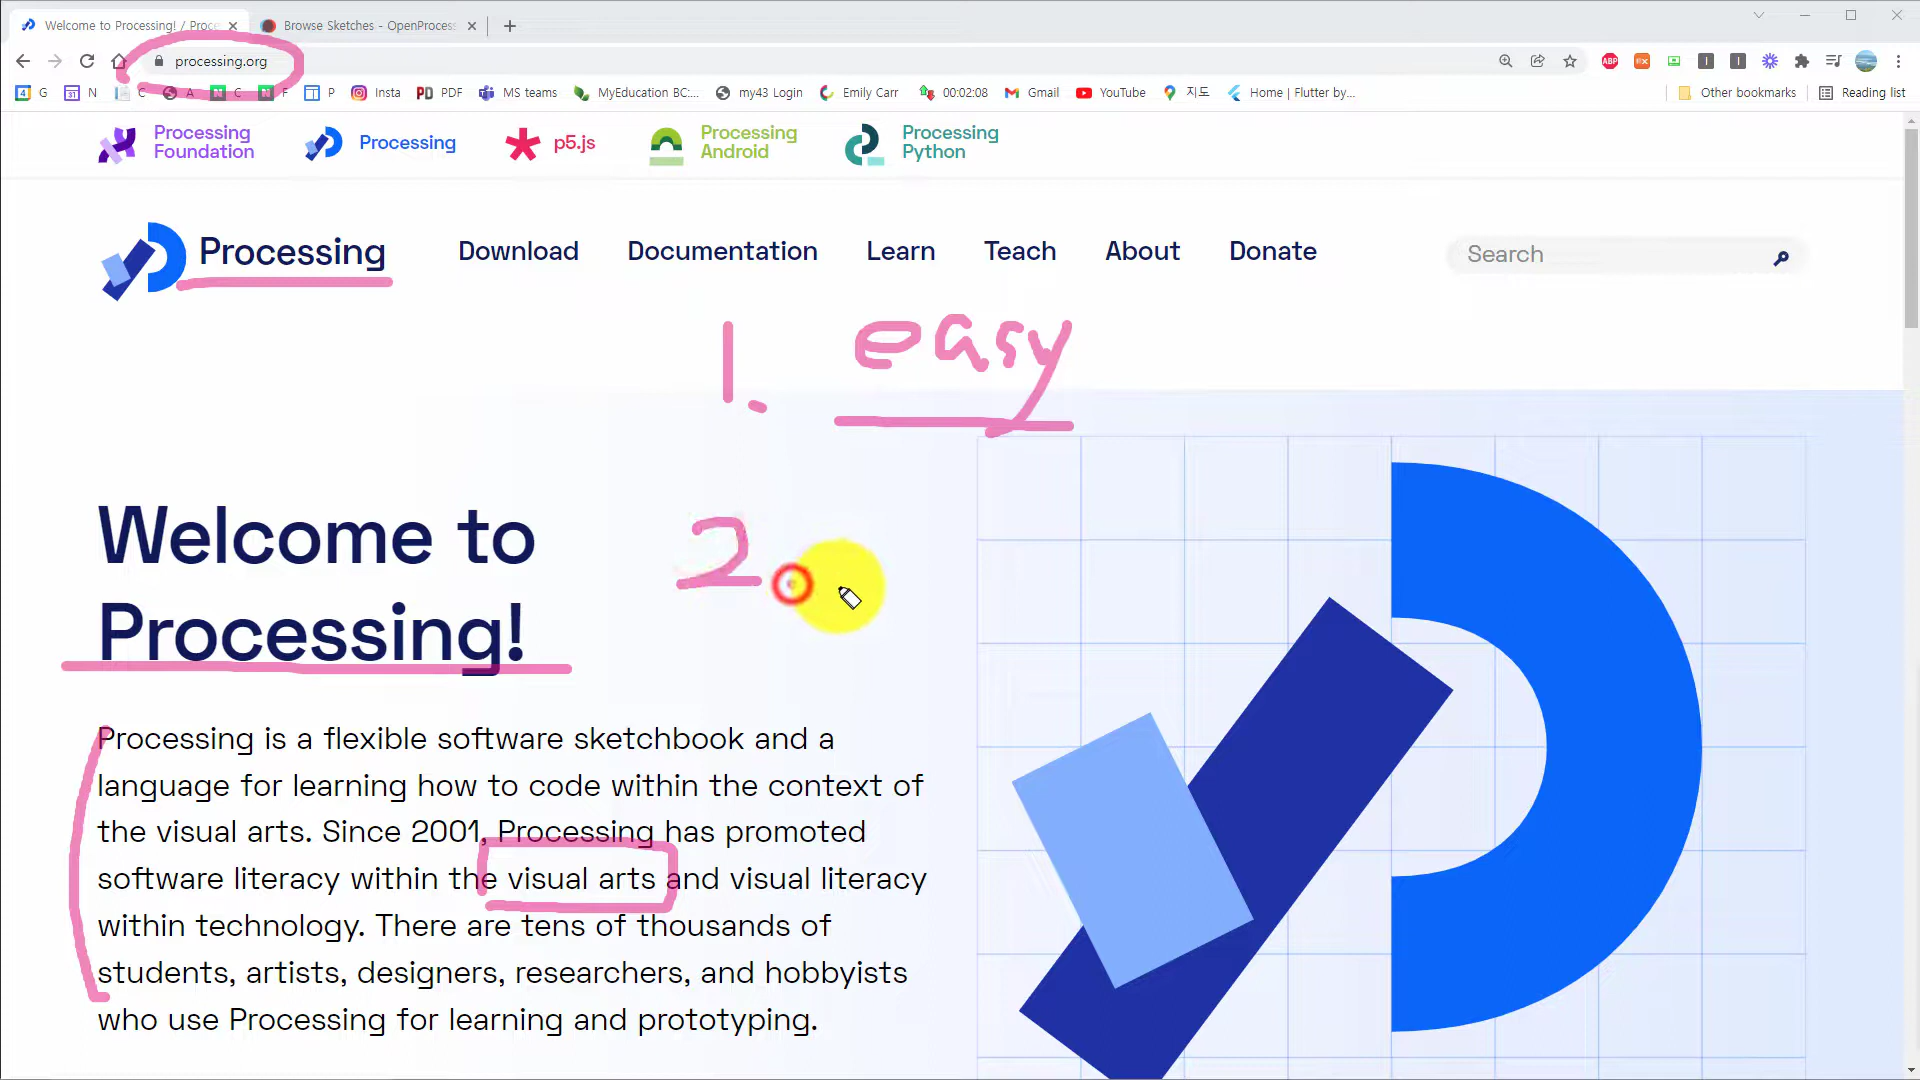 Welcome to Processing! / Proce
Browse Sketches - OpenProcess
processing.org
ABP
G
31
N
C
A
C
F
P
Insta
PD PDF
MS teams
MyEducation BC:...
my43 Login
Emily Carr
00:02:08
Gmail
YouTube
지도
Home | Flutter by...
Other bookmarks
Reading list
Processing
Foundation
Processing
p5.js
Processing
Android
Processing
Python
Processing
Download
Documentation
Learn
Teach
About
Donate
Search
1. easy
2.
Welcome to
Processing!
Processing is a flexible software sketchbook and a
language for learning how to code within the context of
the visual arts. Since 2001, Processing has promoted
software literacy within the visual arts and visual literacy
within technology. There are tens of thousands of
students, artists, designers, researchers, and hobbyists
who use Processing for learning and prototyping.